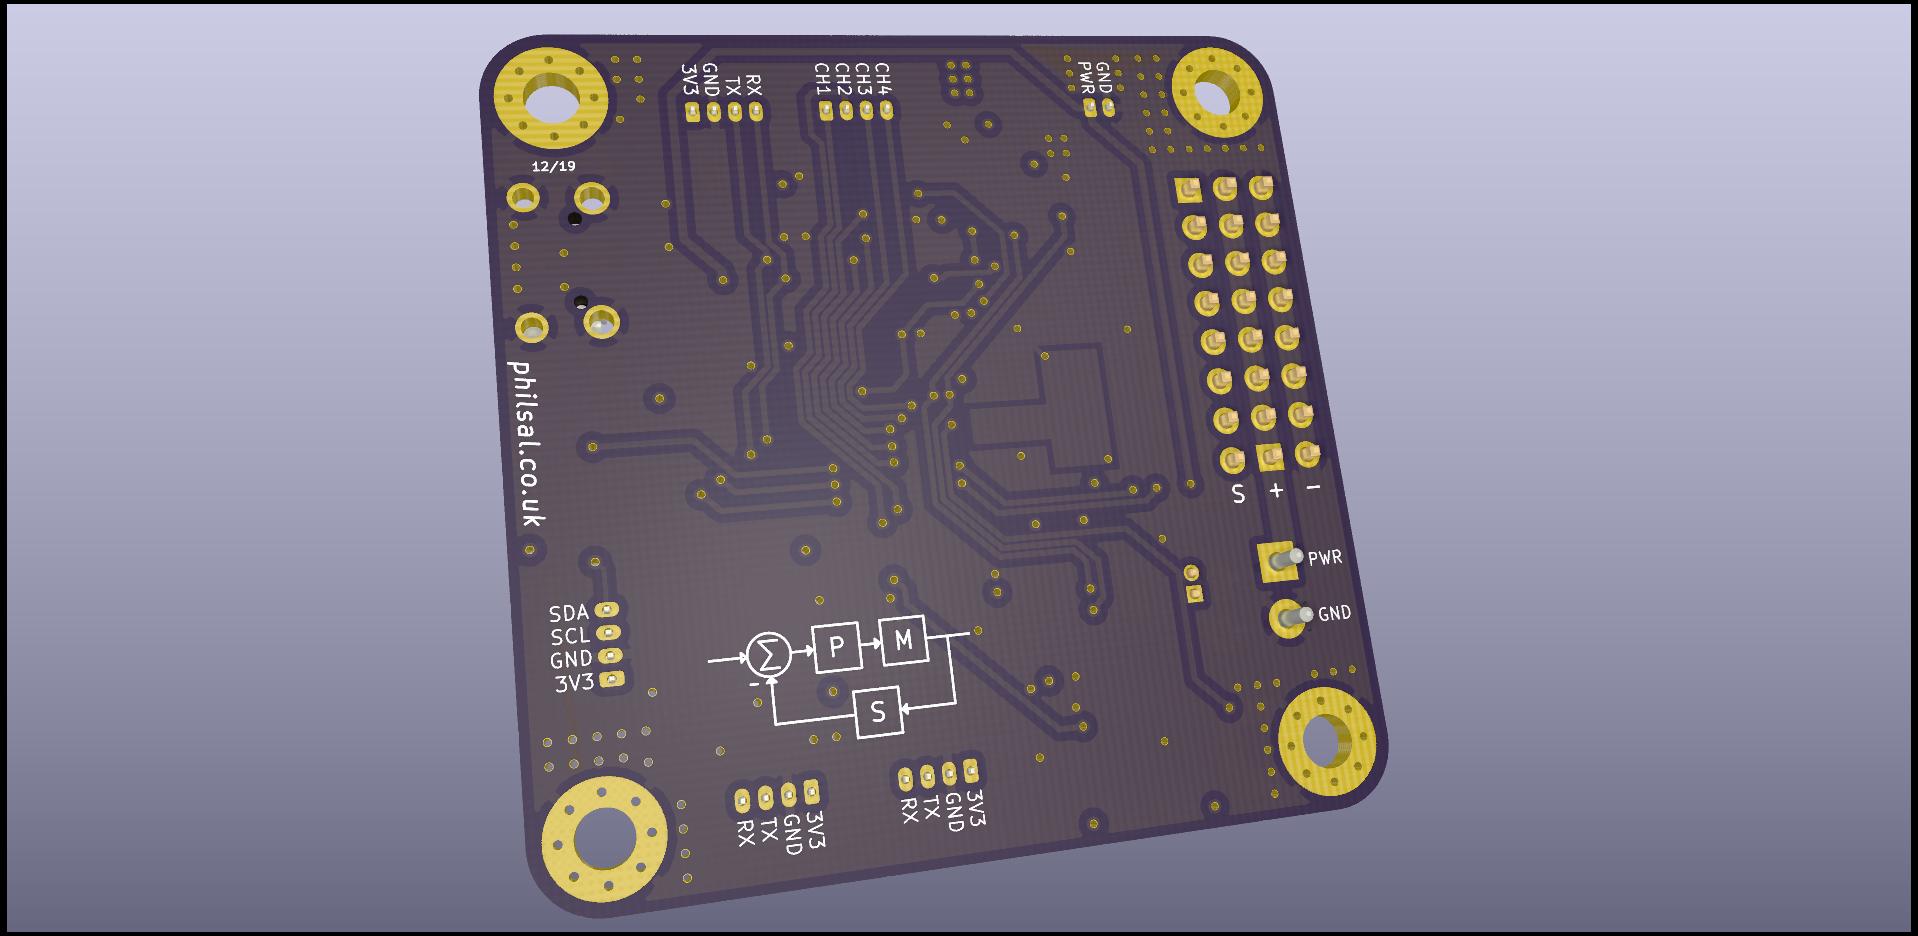 3V3
GND
TX
RX
CH1
CH2
CH3
CH4
PWR
GND
12/19
philsal.co.uk
S + −
PWR
GND
SDA
SCL
GND
3V3
Σ P M
−
S
RX
TX
GND
3V3
RX
TX
GND
3V3